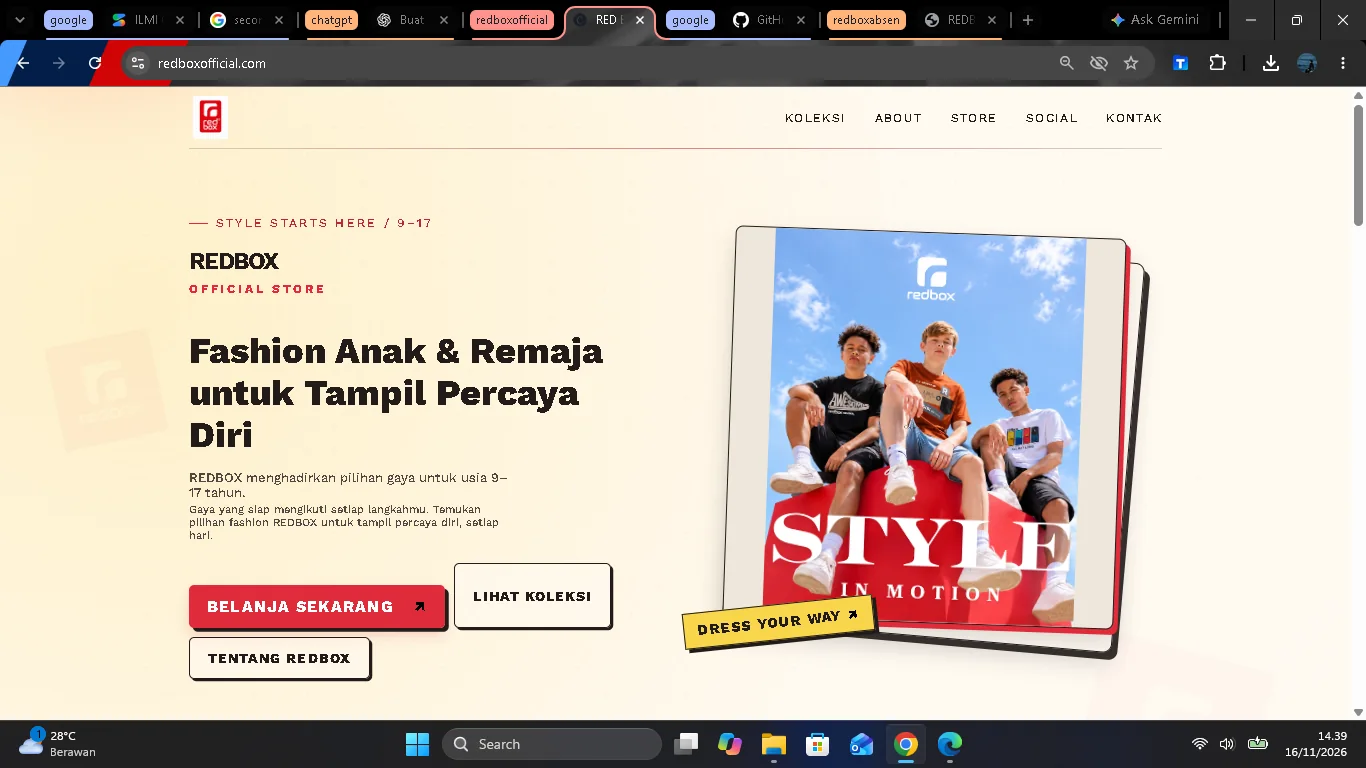 google
ILMI
secor
chatgpt
Buat
redboxofficial
RED
google
GitH
redboxabsen
REDE
Ask Gemini
redboxofficial.com
red
box
KOLEKSI
ABOUT
STORE
SOCIAL
KONTAK
STYLE STARTS HERE / 9–17
REDBOX
OFFICIAL STORE
Fashion Anak & Remaja
untuk Tampil Percaya
Diri
REDBOX menghadirkan pilihan gaya untuk usia 9–
17 tahun.
Gaya yang siap mengikuti setiap langkahmu. Temukan
pilihan fashion REDBOX untuk tampil percaya diri, setiap
hari.
BELANJA SEKARANG
LIHAT KOLEKSI
TENTANG REDBOX
redbox
STYLE
IN MOTION
DRESS YOUR WAY
1
28°C
Berawan
Search
14.39
16/11/2026